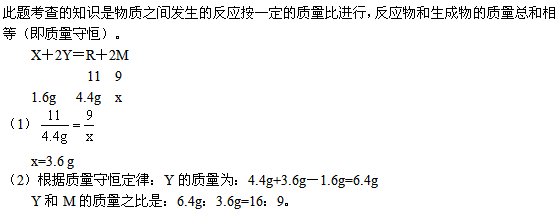 此题考查的知识是物质之间发生的反应按一定的质量比进行，反应物和生成物的质量总和相
等（即质量守恒）。
X＋2Y＝R＋2M
11 9
1.6g 4.4g x
（1）11/4.4g=9/x
x=3.6 g
（2）根据质量守恒定律：Y 的质量为：4.4g+3.6g－1.6g=6.4g
Y 和 M 的质量之比是：6.4g：3.6g=16：9。